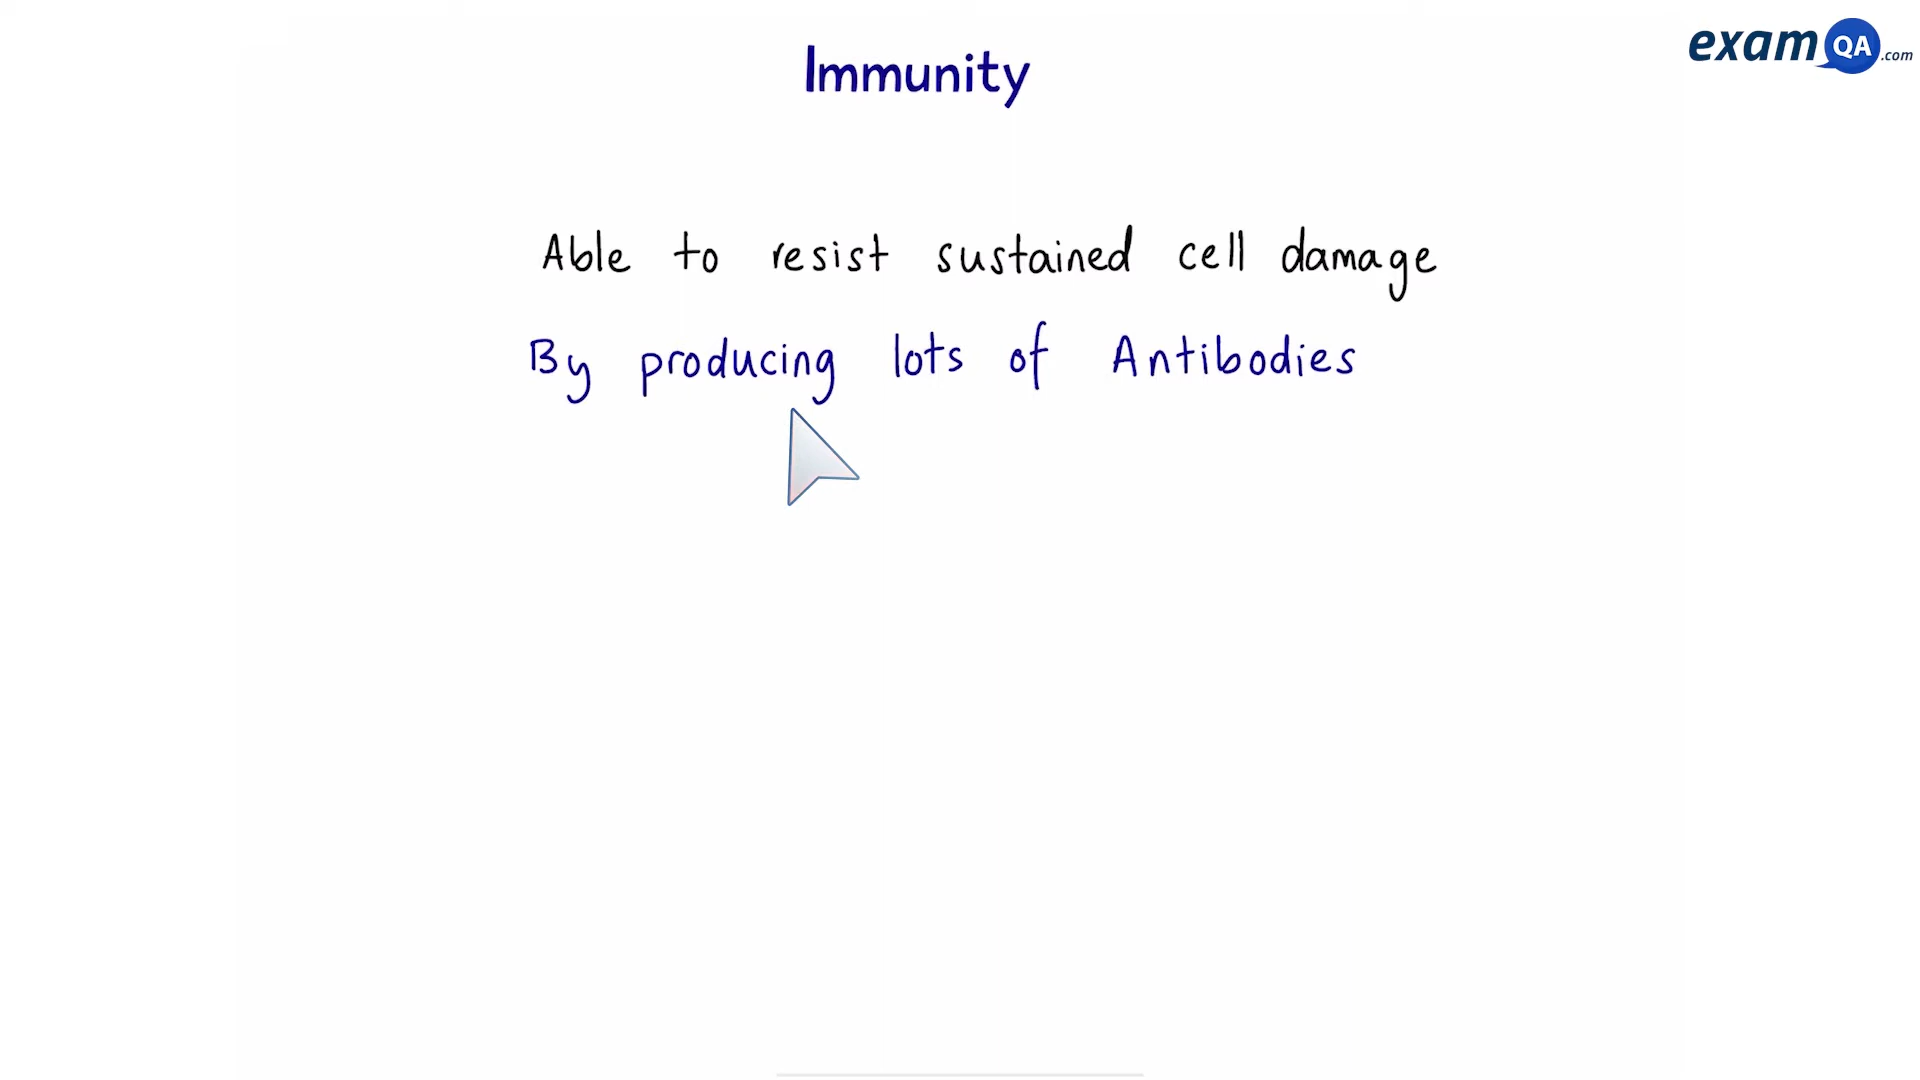 examQA.com
Immunity
Able to resist sustained cell damage
By producing lots of Antibodies